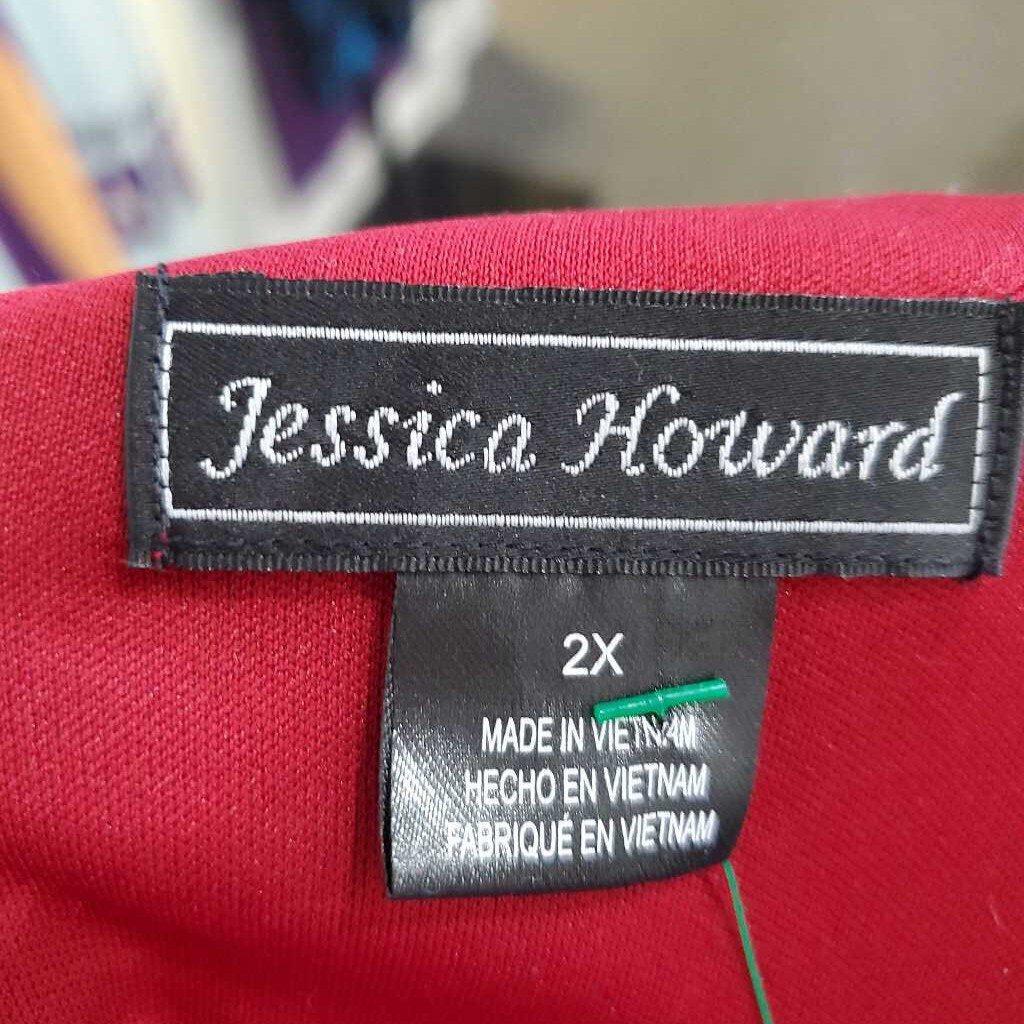 Jessica Howard
2X
MADE IN VIETNAM
HECHO EN VIETNAM
FABRIQUÉ EN VIETNAM